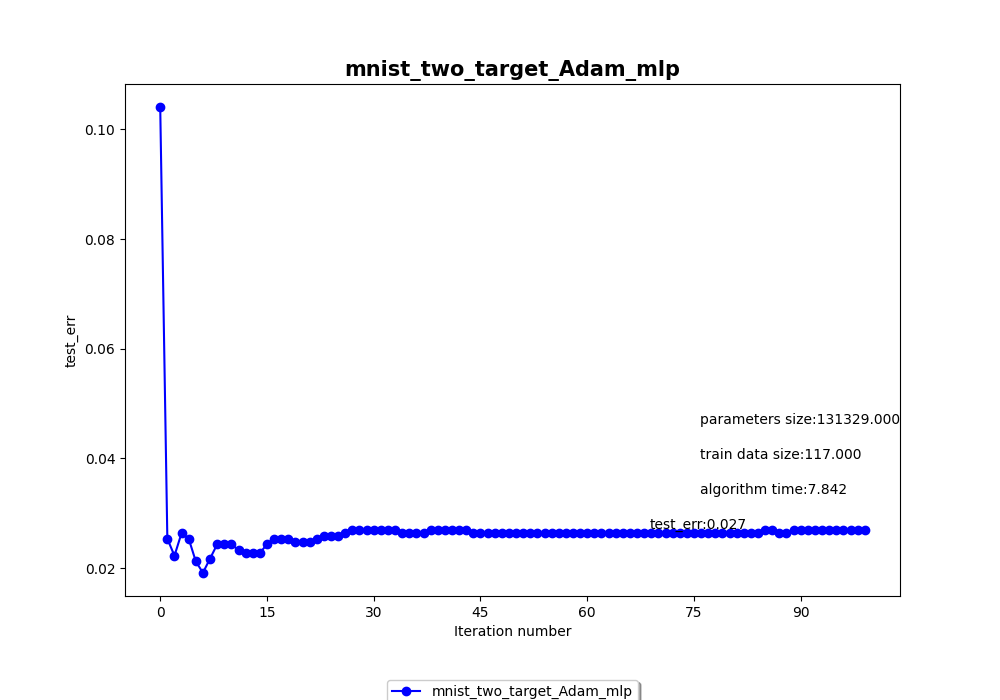 mnist_two_target_Adam_mlp
0.10
0.08
0.06
0.04
0.02
test_err
parameters size:131329.000
train data size:117.000
algorithm time:7.842
test_err:0.027
0 15 30 45 60 75 90
Iteration number
mnist_two_target_Adam_mlp